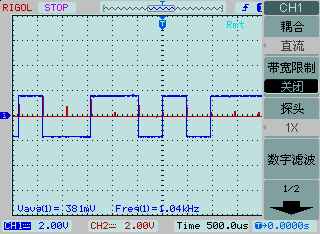 RIGOL STOP CH1
Rmt
耦合
直流
带宽限制
关闭
探头
1X
数字滤波
1/2
Vavg(1)= 381mV Freq(1)=1.04kHz
CH1 2.00V CH2 2.00V Time 500.0us 0.0000s